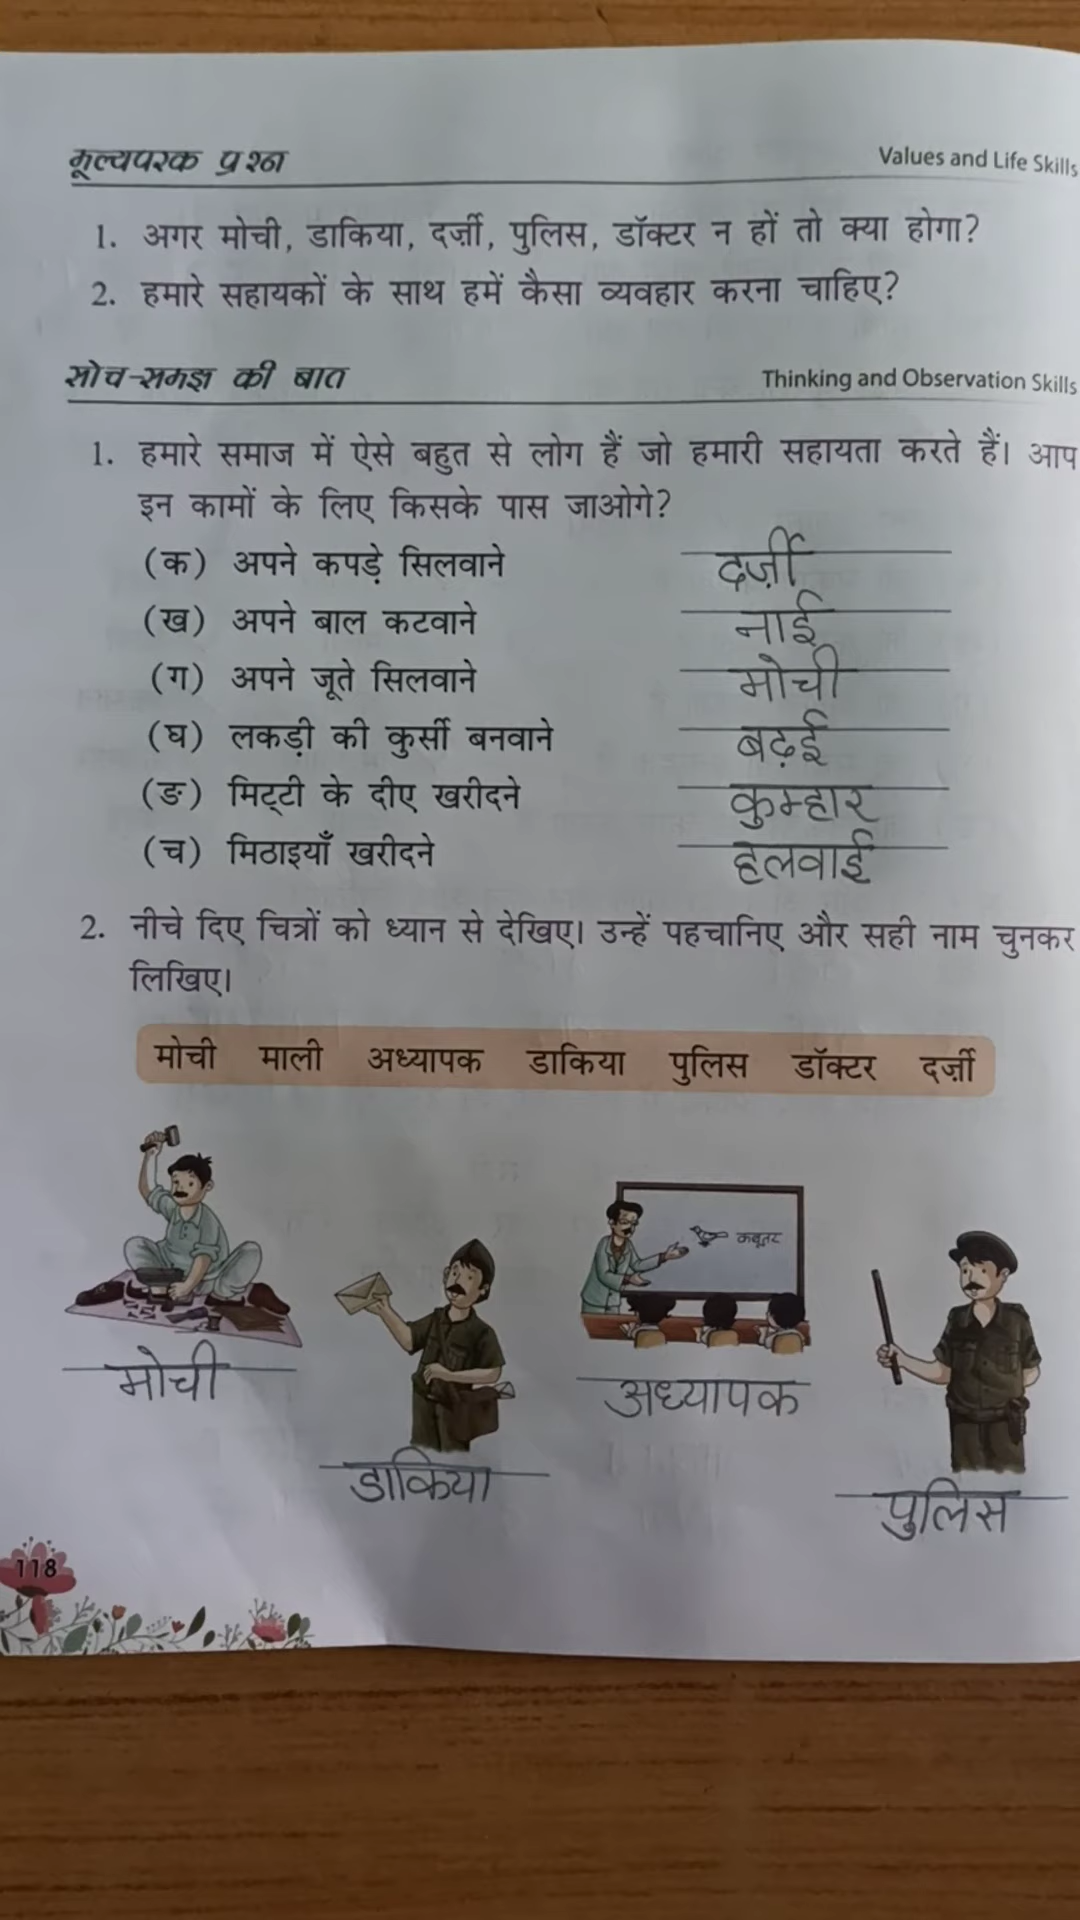 मूल्यपरक प्रश्न Values and Life Skills
1. अगर मोची, डाकिया, दर्ज़ी, पुलिस, डॉक्टर न हों तो क्या होगा?
2. हमारे सहायकों के साथ हमें कैसा व्यवहार करना चाहिए?
सोच-समझ की बात Thinking and Observation Skills
1. हमारे समाज में ऐसे बहुत से लोग हैं जो हमारी सहायता करते हैं। आप
इन कामों के लिए किसके पास जाओगे?
(क) अपने कपड़े सिलवाने दर्ज़ी
(ख) अपने बाल कटवाने नाई
(ग) अपने जूते सिलवाने मोची
(घ) लकड़ी की कुर्सी बनवाने बढ़ई
(ङ) मिट्टी के दीए खरीदने कुम्हार
(च) मिठाइयाँ खरीदने हलवाई
2. नीचे दिए चित्रों को ध्यान से देखिए। उन्हें पहचानिए और सही नाम चुनकर
लिखिए।
मोची माली अध्यापक डाकिया पुलिस डॉक्टर दर्ज़ी
कबूतर
मोची
अध्यापक
डाकिया
पुलिस
118